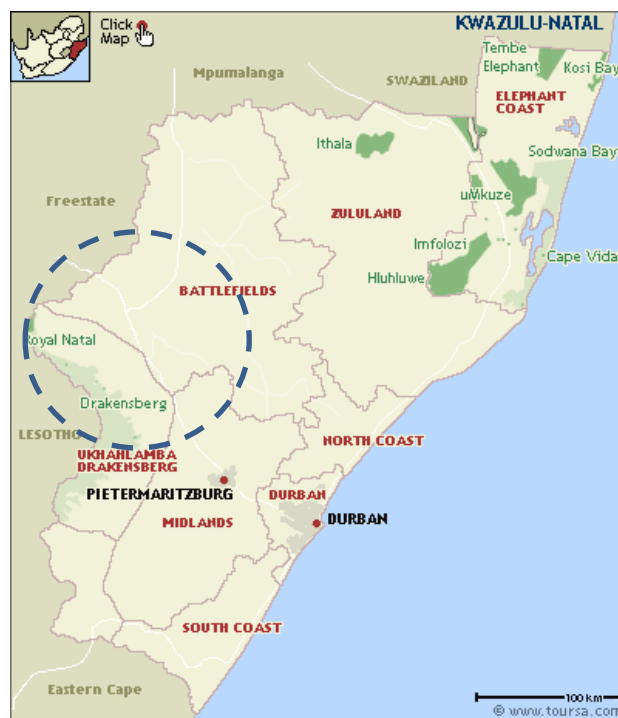 Click
Map
KWAZULU-NATAL
Mpumalanga
SWAZILAND
Tembe
Elephant
Kosi Bay
ELEPHANT
COAST
Ithala
Sodwana Bay
Freestate
uMkuze
ZULULAND
Imfolozi
Cape Vidal
Hluhluwe
BATTLEFIELDS
Royal Natal
Drakensberg
LESOTHO
NORTH COAST
UKHAHLAMBA
DRAKENSBERG
PIETERMARITZBURG
DURBAN
MIDLANDS
DURBAN
SOUTH COAST
Eastern Cape
100 km
© www.toursa.com